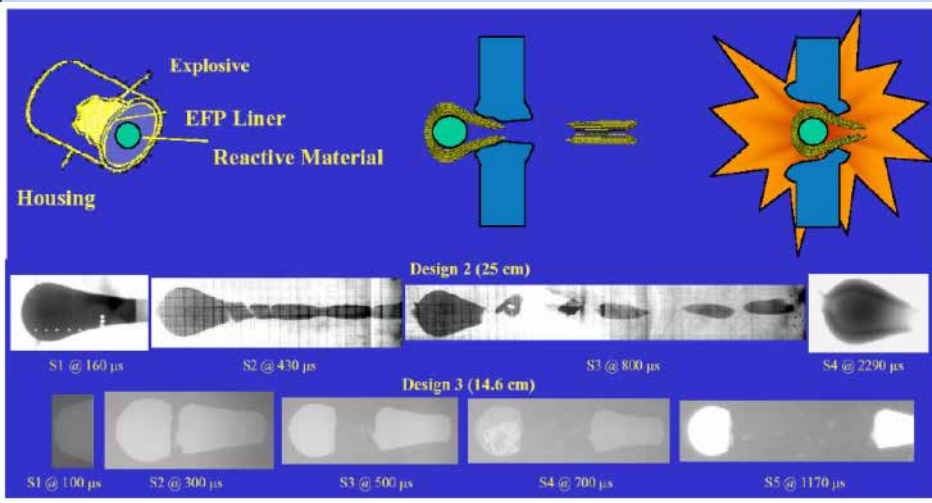 Explosive
EFP Liner
Reactive Material
Housing
Design 2 (25 cm)
S1 @ 160 μs
S2 @ 430 μs
S3 @ 800 μs
S4 @ 2290 μs
Design 3 (14.6 cm)
S1 @ 100 μs
S2 @ 300 μs
S3 @ 500 μs
S4 @ 700 μs
S5 @ 1170 μs